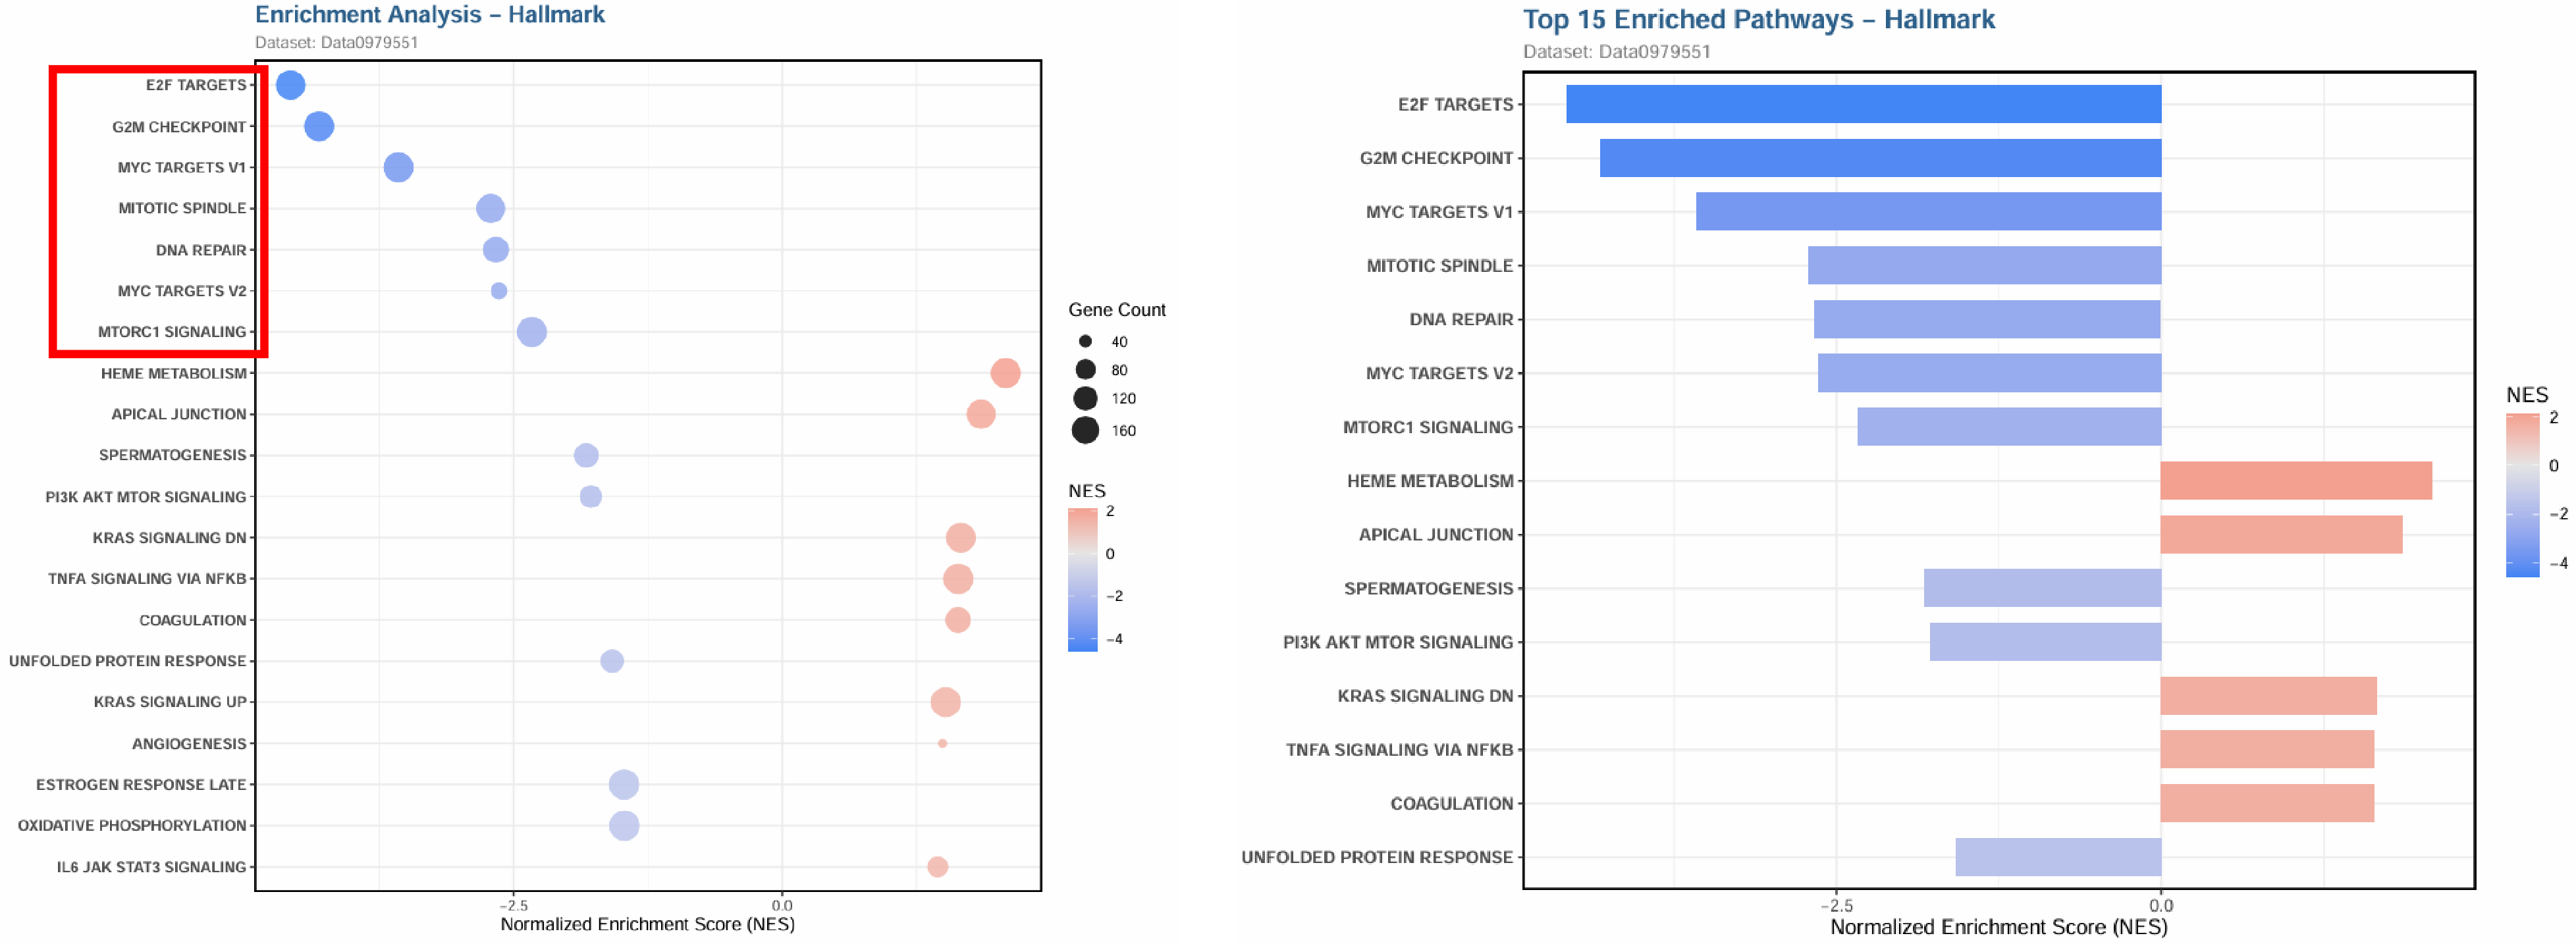 Enrichment Analysis – Hallmark
Dataset: Data0979551
E2F TARGETS
G2M CHECKPOINT
MYC TARGETS V1
MITOTIC SPINDLE
DNA REPAIR
MYC TARGETS V2
MTORC1 SIGNALING
HEME METABOLISM
APICAL JUNCTION
SPERMATOGENESIS
PI3K AKT MTOR SIGNALING
KRAS SIGNALING DN
TNFA SIGNALING VIA NFKB
COAGULATION
UNFOLDED PROTEIN RESPONSE
KRAS SIGNALING UP
ANGIOGENESIS
ESTROGEN RESPONSE LATE
OXIDATIVE PHOSPHORYLATION
IL6 JAK STAT3 SIGNALING
−2.5
0.0
Normalized Enrichment Score (NES)
Gene Count
40
80
120
160
NES
2
0
−2
−4
Top 15 Enriched Pathways – Hallmark
Dataset: Data0979551
E2F TARGETS
G2M CHECKPOINT
MYC TARGETS V1
MITOTIC SPINDLE
DNA REPAIR
MYC TARGETS V2
MTORC1 SIGNALING
HEME METABOLISM
APICAL JUNCTION
SPERMATOGENESIS
PI3K AKT MTOR SIGNALING
KRAS SIGNALING DN
TNFA SIGNALING VIA NFKB
COAGULATION
UNFOLDED PROTEIN RESPONSE
−2.5
0.0
Normalized Enrichment Score (NES)
NES
2
0
−2
−4